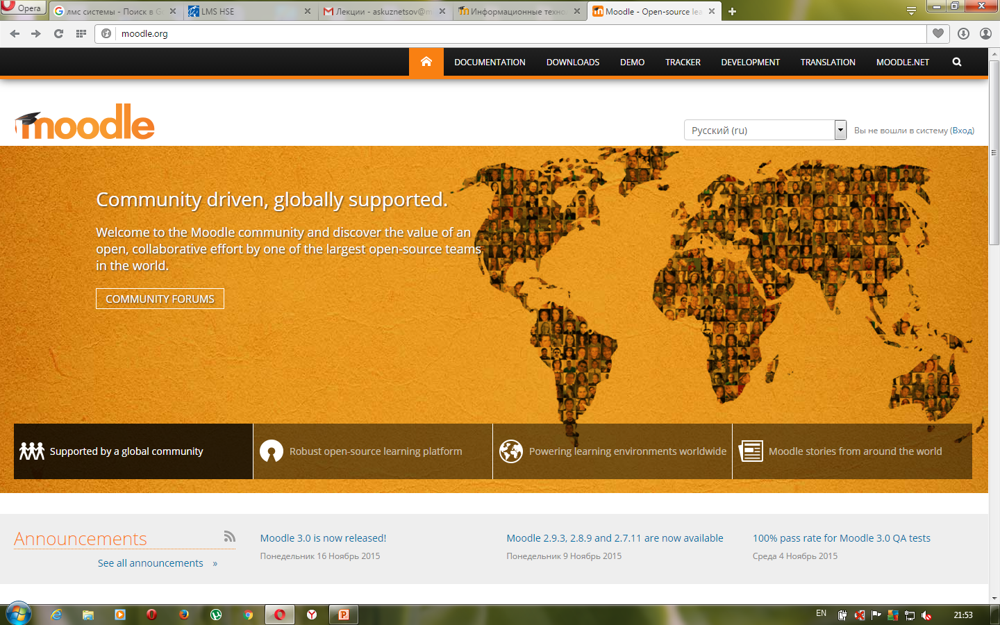 Opera
лмс системы - Поиск в G
LMS HSE
Лекции - askuznetsov@m
Информационные техно
Moodle - Open-source lea
moodle.org
DOCUMENTATION
DOWNLOADS
DEMO
TRACKER
DEVELOPMENT
TRANSLATION
MOODLE.NET
moodle
Русский (ru)
Вы не вошли в систему (Вход)
Community driven, globally supported.
Welcome to the Moodle community and discover the value of an
open, collaborative effort by one of the largest open-source teams
in the world.
COMMUNITY FORUMS
Supported by a global community
Robust open-source learning platform
Powering learning environments worldwide
Moodle stories from around the world
Announcements
See all announcements »
Moodle 3.0 is now released!
Понедельник 16 Ноябрь 2015
Moodle 2.9.3, 2.8.9 and 2.7.11 are now available
Понедельник 9 Ноябрь 2015
100% pass rate for Moodle 3.0 QA tests
Среда 4 Ноябрь 2015
EN
21:53